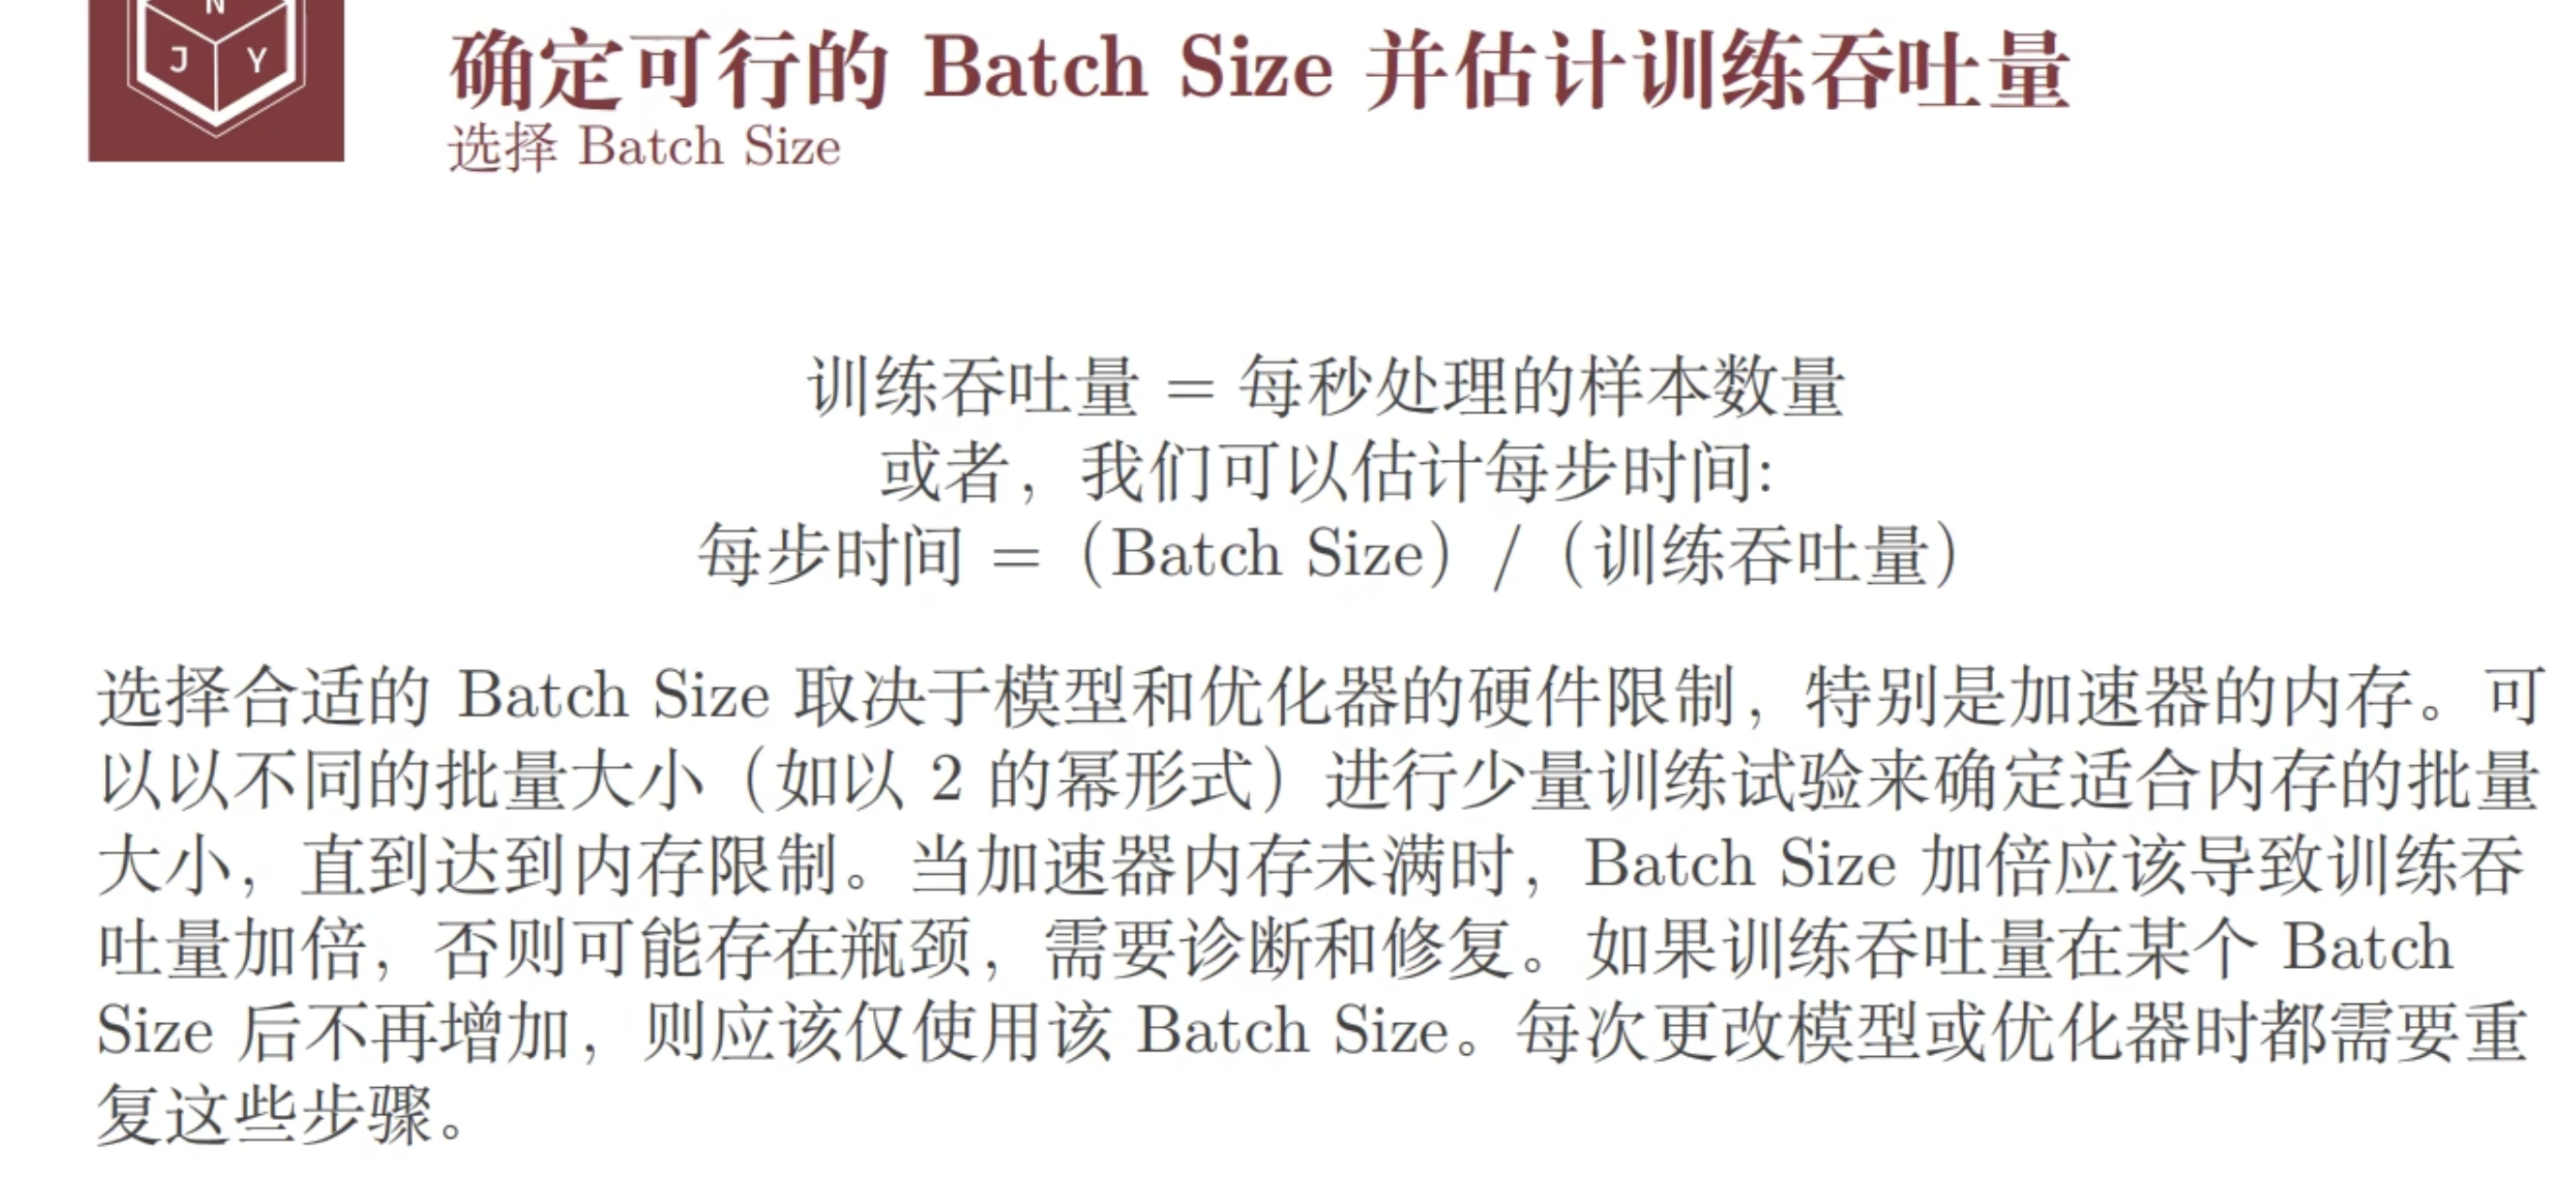 N
J Y
确定可行的 Batch Size 并估计训练吞吐量
选择 Batch Size
训练吞吐量 = 每秒处理的样本数量
或者，我们可以估计每步时间:
每步时间 =（Batch Size）/（训练吞吐量）
选择合适的 Batch Size 取决于模型和优化器的硬件限制，特别是加速器的内存。可
以以不同的批量大小（如以 2 的幂形式）进行少量训练试验来确定适合内存的批量
大小，直到达到内存限制。当加速器内存未满时，Batch Size 加倍应该导致训练吞
吐量加倍，否则可能存在瓶颈，需要诊断和修复。如果训练吞吐量在某个 Batch
Size 后不再增加，则应该仅使用该 Batch Size。每次更改模型或优化器时都需要重
复这些步骤。